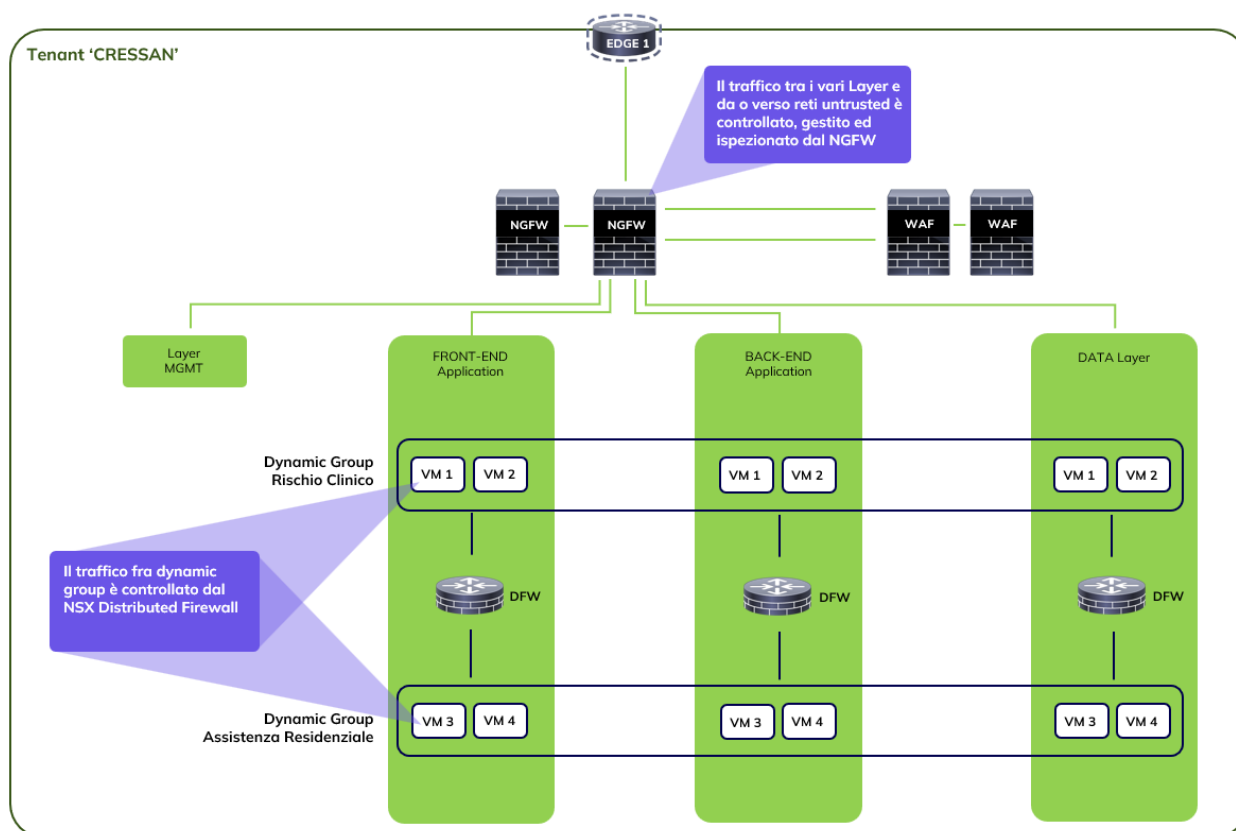 EDGE 1
Tenant ‘CRESSAN’
Il traffico tra i vari Layer e
da o verso reti untrusted è
controllato, gestito ed
ispezionato dal NGFW
NGFW
NGFW
WAF
WAF
Layer
MGMT
FRONT-END
Application
BACK-END
Application
DATA Layer
Dynamic Group
Rischio Clinico
VM 1
VM 2
VM 1
VM 2
VM 1
VM 2
Il traffico fra dynamic
group è controllato dal
NSX Distributed Firewall
DFW
DFW
DFW
Dynamic Group
Assistenza Residenziale
VM 3
VM 4
VM 3
VM 4
VM 3
VM 4